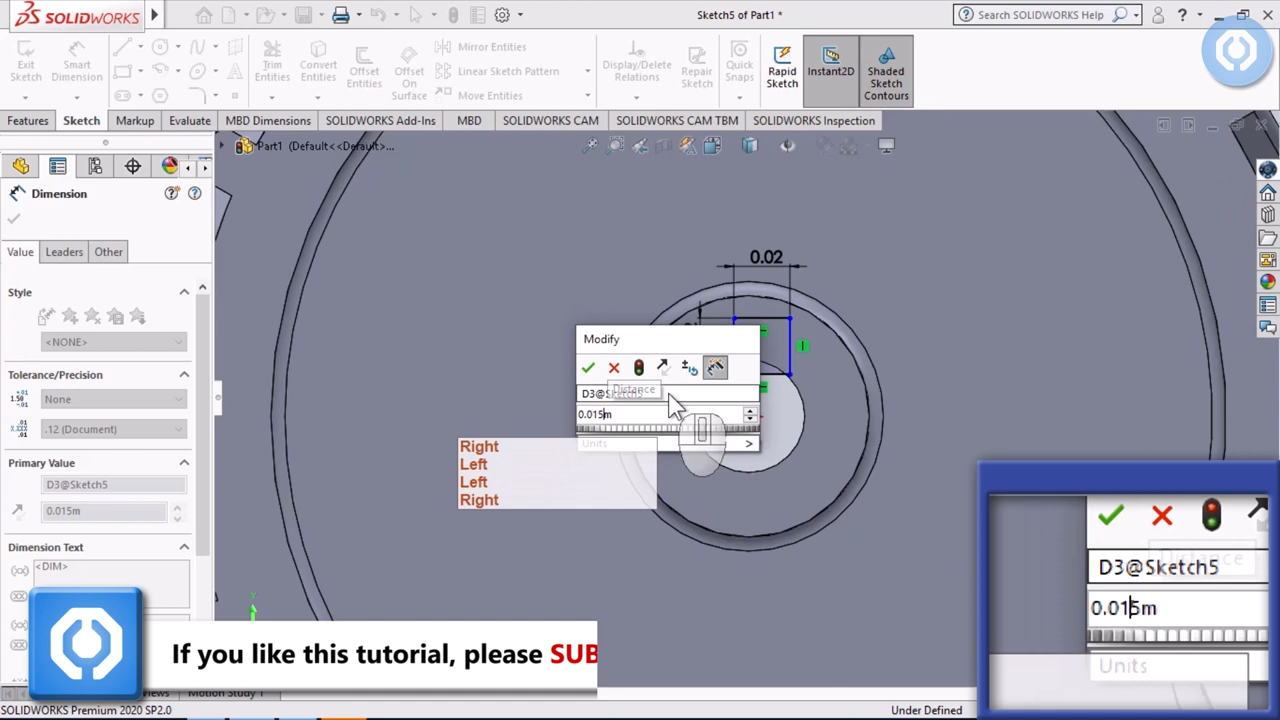 SOLIDWORKS
Sketch5 of Part1 *
Search SOLIDWORKS Help
Exit Sketch
Smart Dimension
Trim Entities
Convert Entities
Offset Entities
Offset On Surface
Mirror Entities
Linear Sketch Pattern
Move Entities
Display/Delete Relations
Repair Sketch
Quick Snaps
Rapid Sketch
Instant2D
Shaded Sketch Contours
Features
Sketch
Markup
Evaluate
MBD Dimensions
SOLIDWORKS Add-Ins
MBD
SOLIDWORKS CAM
SOLIDWORKS CAM TBM
SOLIDWORKS Inspection
Part1 (Default<<Default>...
Dimension
Value
Leaders
Other
Style
<NONE>
Tolerance/Precision
None
.12 (Document)
Primary Value
D3@Sketch5
0.015m
Dimension Text
<DIM>
0.02
Modify
Distance
D3@Sketch5
0.015m
Units
Right
Left
Left
Right
D3@Sketch5
Distance
0.015m
Units
If you like this tutorial, please SUB
Motion Study 1
SOLIDWORKS Premium 2020 SP2.0
Under Defined